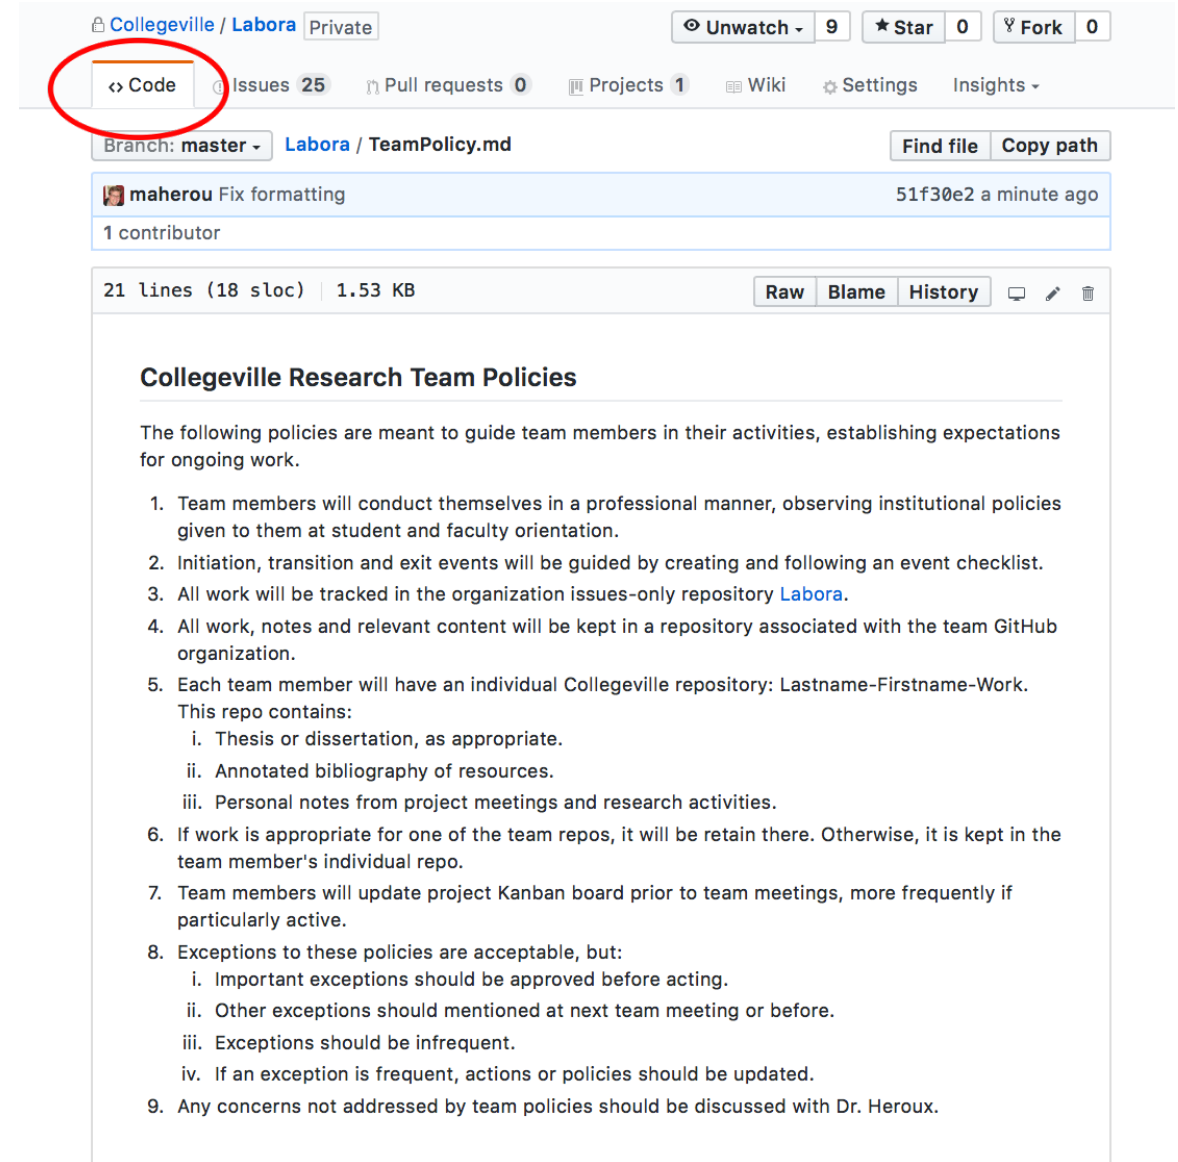 Collegeville / Labora Private
Unwatch 9 Star 0 Fork 0
Code Issues 25 Pull requests 0 Projects 1 Wiki Settings Insights
Branch: master Labora / TeamPolicy.md Find file Copy path
maherou Fix formatting 51f30e2 a minute ago
1 contributor
21 lines (18 sloc) 1.53 KB Raw Blame History
Collegeville Research Team Policies
The following policies are meant to guide team members in their activities, establishing expectations
for ongoing work.
1. Team members will conduct themselves in a professional manner, observing institutional policies
given to them at student and faculty orientation.
2. Initiation, transition and exit events will be guided by creating and following an event checklist.
3. All work will be tracked in the organization issues-only repository Labora.
4. All work, notes and relevant content will be kept in a repository associated with the team GitHub
organization.
5. Each team member will have an individual Collegeville repository: Lastname-Firstname-Work.
This repo contains:
i. Thesis or dissertation, as appropriate.
ii. Annotated bibliography of resources.
iii. Personal notes from project meetings and research activities.
6. If work is appropriate for one of the team repos, it will be retain there. Otherwise, it is kept in the
team member's individual repo.
7. Team members will update project Kanban board prior to team meetings, more frequently if
particularly active.
8. Exceptions to these policies are acceptable, but:
i. Important exceptions should be approved before acting.
ii. Other exceptions should mentioned at next team meeting or before.
iii. Exceptions should be infrequent.
iv. If an exception is frequent, actions or policies should be updated.
9. Any concerns not addressed by team policies should be discussed with Dr. Heroux.